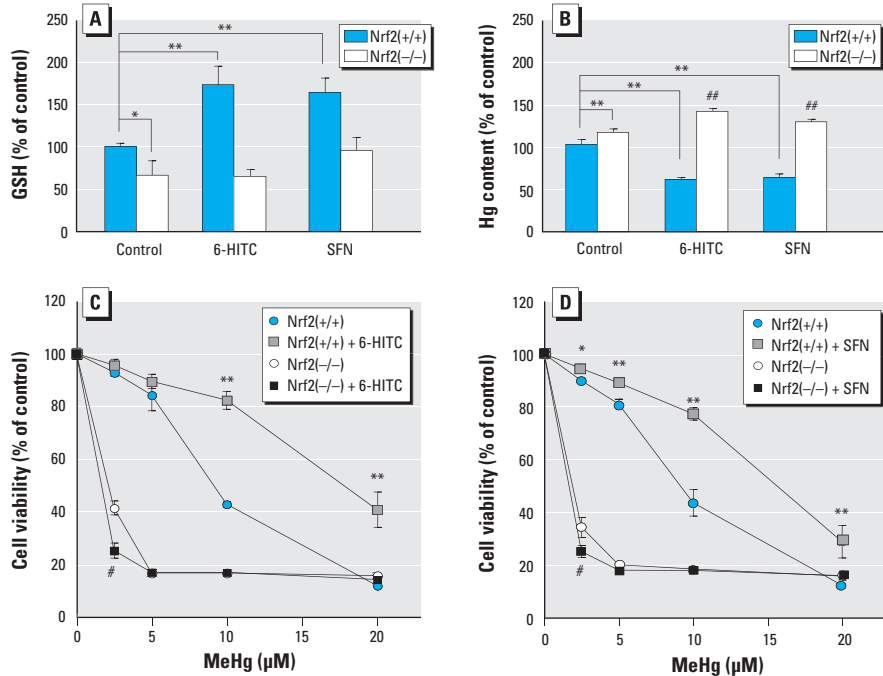 A
Nrf2(+/+)
Nrf2(−/−)
GSH (% of control)
250
200
150
100
50
0
**
**
*
Control
6-HITC
SFN
B
Nrf2(+/+)
Nrf2(−/−)
Hg content (% of control)
250
200
150
100
50
0
**
**
**
##
##
Control
6-HITC
SFN
C
Nrf2(+/+)
Nrf2(+/+) + 6-HITC
Nrf2(−/−)
Nrf2(−/−) + 6-HITC
Cell viability (% of control)
120
100
80
60
40
20
0
**
**
#
0
5
10
15
20
MeHg (µM)
D
Nrf2(+/+)
Nrf2(+/+) + SFN
Nrf2(−/−)
Nrf2(−/−) + SFN
Cell viability (% of control)
120
100
80
60
40
20
0
*
**
**
**
#
0
5
10
15
20
MeHg (µM)